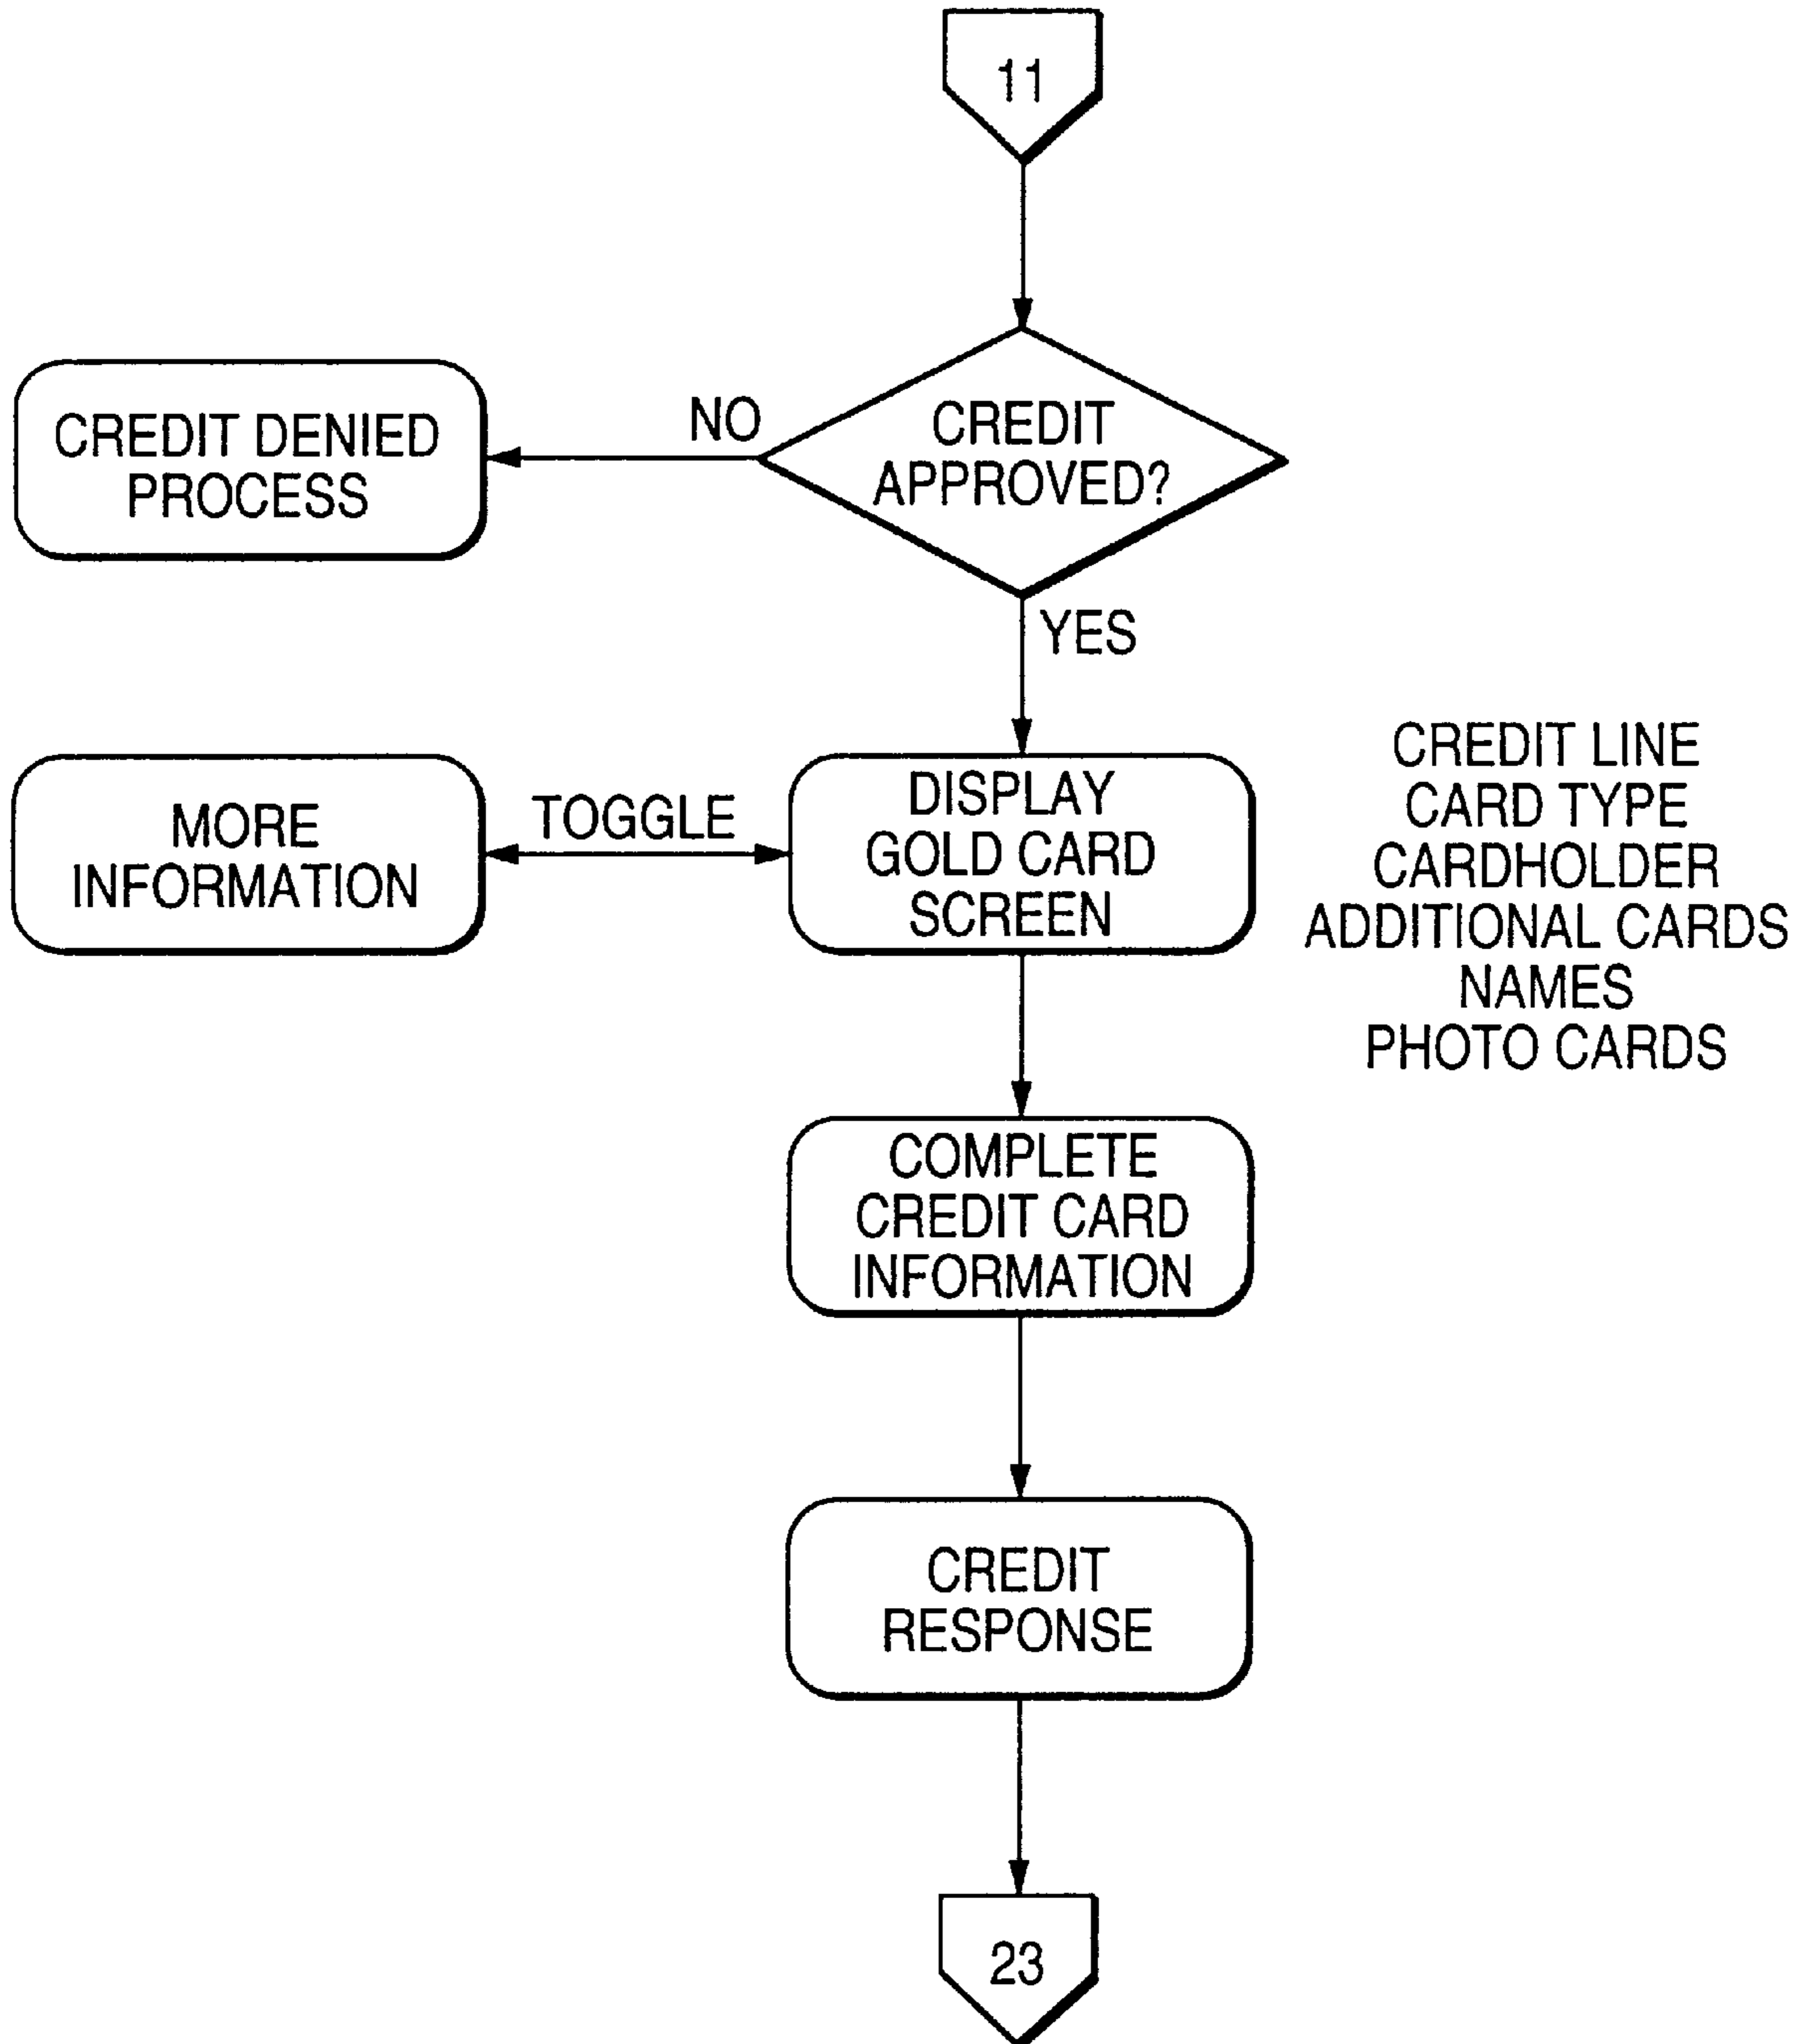 11
CREDIT
APPROVED?
NO
CREDIT DENIED
PROCESS
YES
DISPLAY
GOLD CARD
SCREEN
TOGGLE
MORE
INFORMATION
CREDIT LINE
CARD TYPE
CARDHOLDER
ADDITIONAL CARDS
NAMES
PHOTO CARDS
COMPLETE
CREDIT CARD
INFORMATION
CREDIT
RESPONSE
23